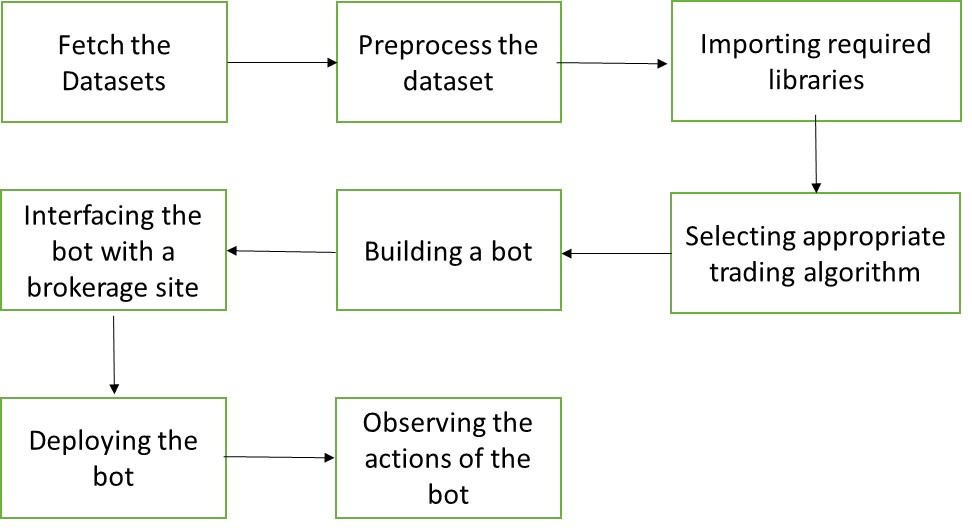 Fetch the
Datasets
Preprocess the
dataset
Importing required
libraries
Selecting appropriate
trading algorithm
Building a bot
Interfacing the
bot with a
brokerage site
Deploying the
bot
Observing the
actions of the
bot